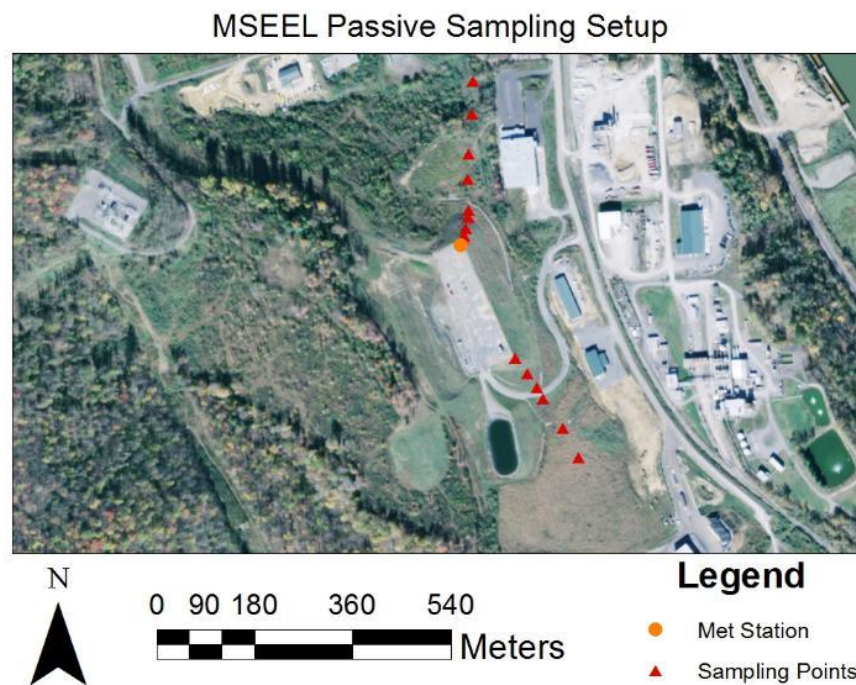 MSEEL Passive Sampling Setup
N
0 90 180 360 540
Meters
Legend
Met Station
Sampling Points